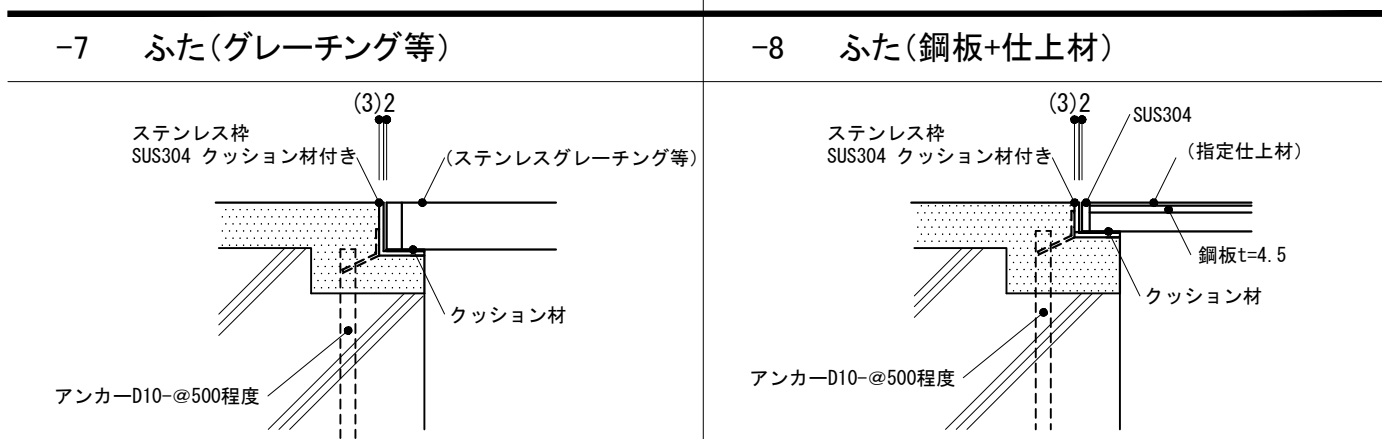 -7 ふた(グレーチング等)
(3)2
ステンレス枠
SUS304 クッション材付き
(ステンレスグレーチング等)
クッション材
アンカーD10-@500程度
-8 ふた(鋼板+仕上材)
(3)2
SUS304
ステンレス枠
SUS304 クッション材付き
(指定仕上材)
鋼板t=4.5
クッション材
アンカーD10-@500程度